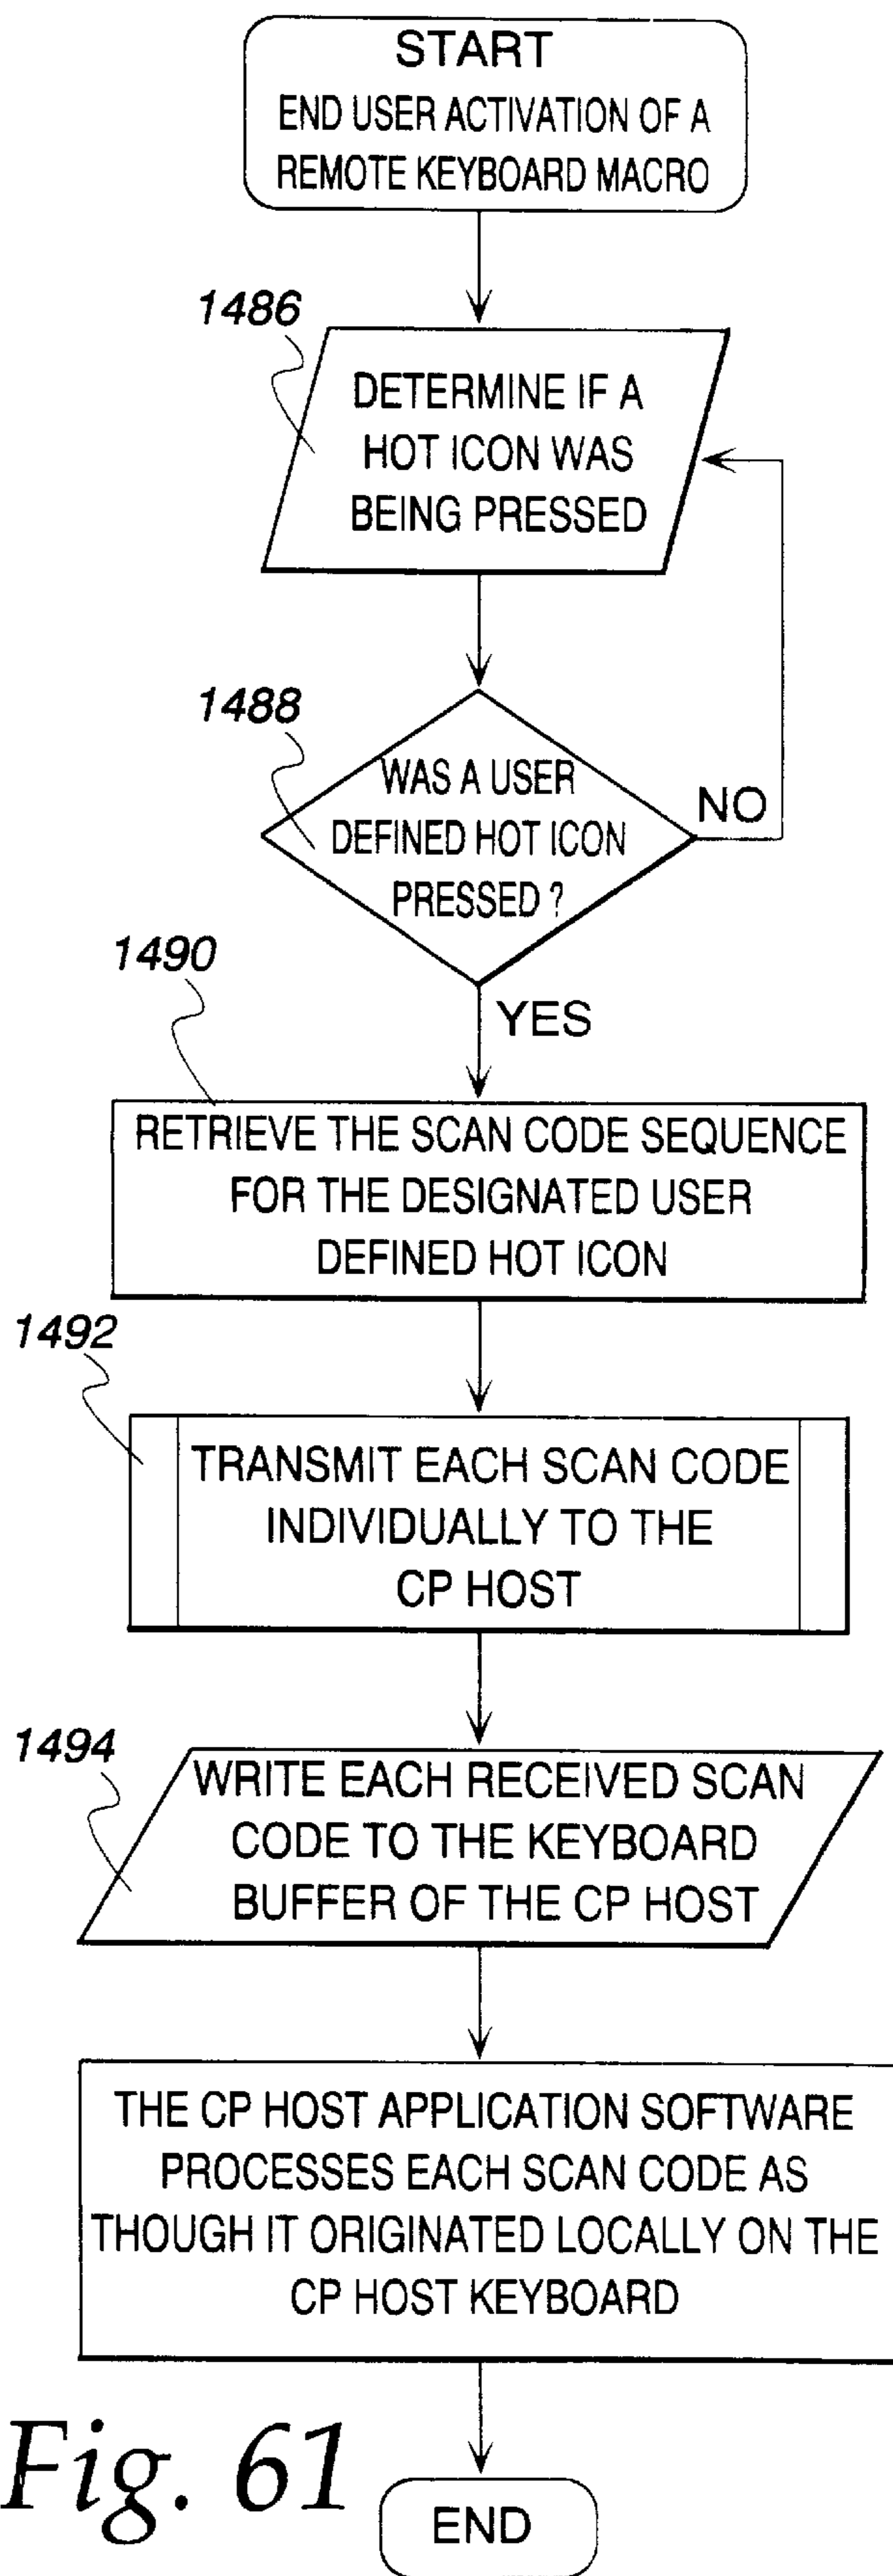 START
END USER ACTIVATION OF A
REMOTE KEYBOARD MACRO
1486
DETERMINE IF A
HOT ICON WAS
BEING PRESSED
1488
WAS A USER
DEFINED HOT ICON
PRESSED ?
NO
1490
YES
RETRIEVE THE SCAN CODE SEQUENCE
FOR THE DESIGNATED USER
DEFINED HOT ICON
1492
TRANSMIT EACH SCAN CODE
INDIVIDUALLY TO THE
CP HOST
1494
WRITE EACH RECEIVED SCAN
CODE TO THE KEYBOARD
BUFFER OF THE CP HOST
THE CP HOST APPLICATION SOFTWARE
PROCESSES EACH SCAN CODE AS
THOUGH IT ORIGINATED LOCALLY ON THE
CP HOST KEYBOARD
Fig. 61
END